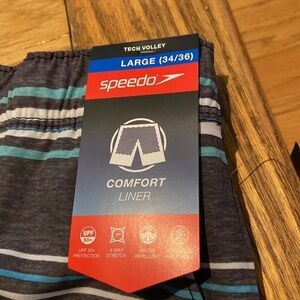 TECH VOLLEY
LARGE (34/36)
speedo
COMFORT
LINER
UPF
50+
UPF 50+
PROTECTION
4-WAY
STRETCH
WATER
REPELLENT